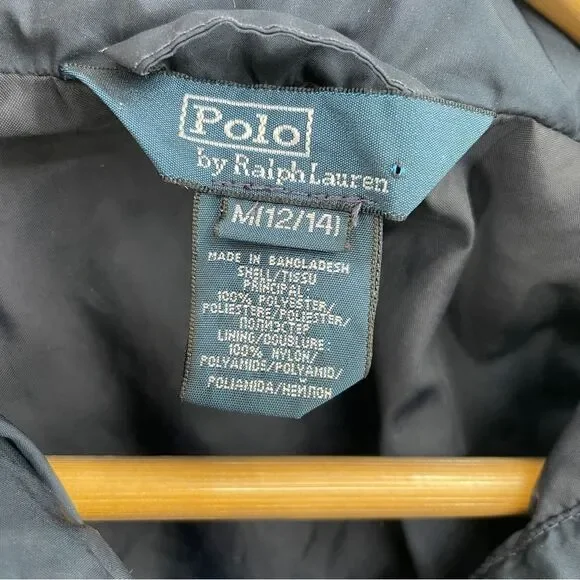 Polo
by Ralph Lauren
M(12/14)
MADE IN BANGLADESH
SHELL/TISSU
PRINCIPAL:
100% POLYESTER/
POLIESTERE/POLIESTER/
ПОЛИЭСТЕР
LINING/DOUBLURE:
100% NYLON/
POLYAMIDE/POLYAMID/
POLIAMIDA/НЕЙЛОН